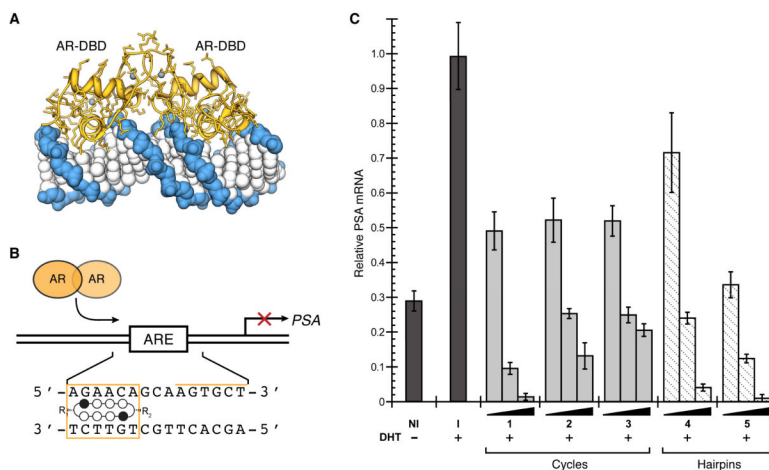 A
AR-DBD AR-DBD
B
AR AR
ARE
PSA
5′-AGAACAGCAAGTGCT-3′
R₁ R₂
3′-TCTTGTCGTTCACGA-5′
C
Relative PSA mRNA
1.0
0.9
0.8
0.7
0.6
0.5
0.4
0.3
0.2
0.1
0
NI I 1 2 3 4 5
DHT – + + + + + +
Cycles Hairpins